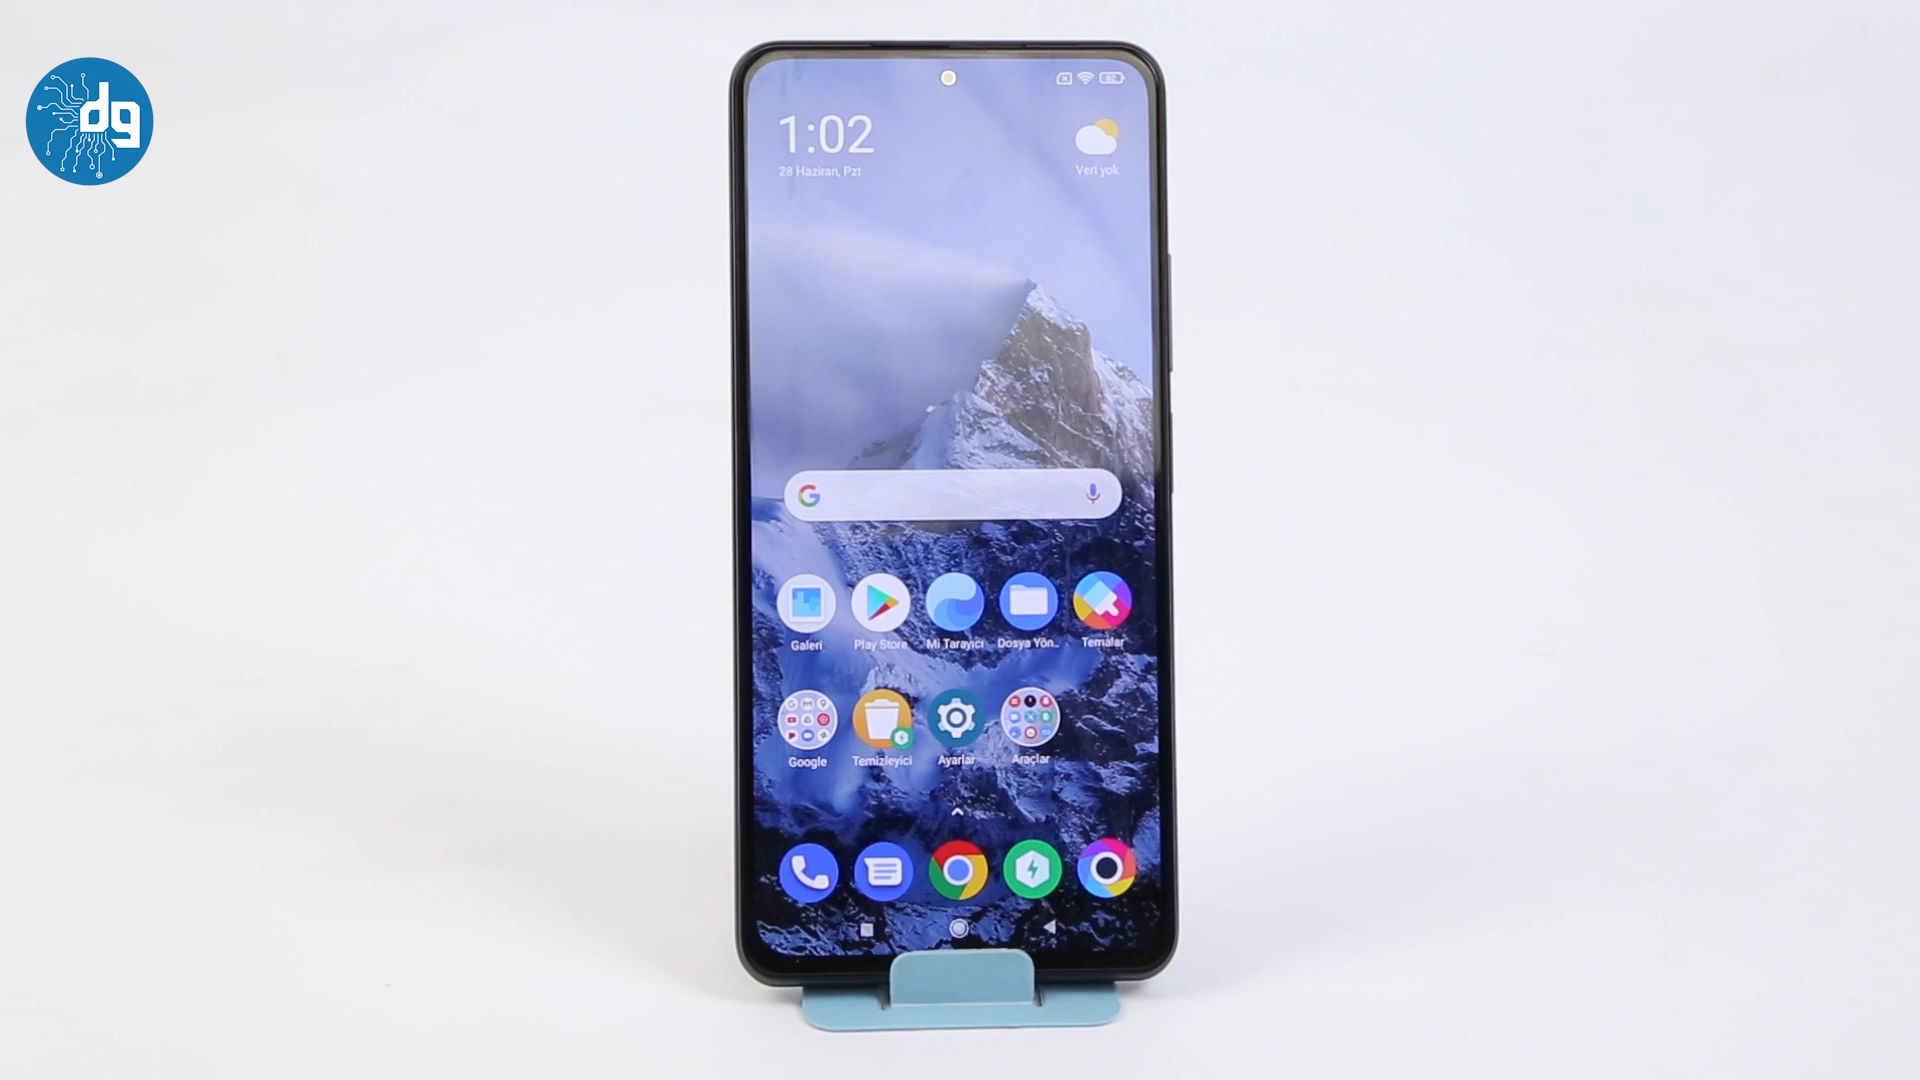 dg
1:02
28 Haziran, Pzt
Veri yok
Galeri
Play Store
Mi Tarayıcı
Dosya Yön...
Temalar
Google
Temizleyici
Ayarlar
Araçlar